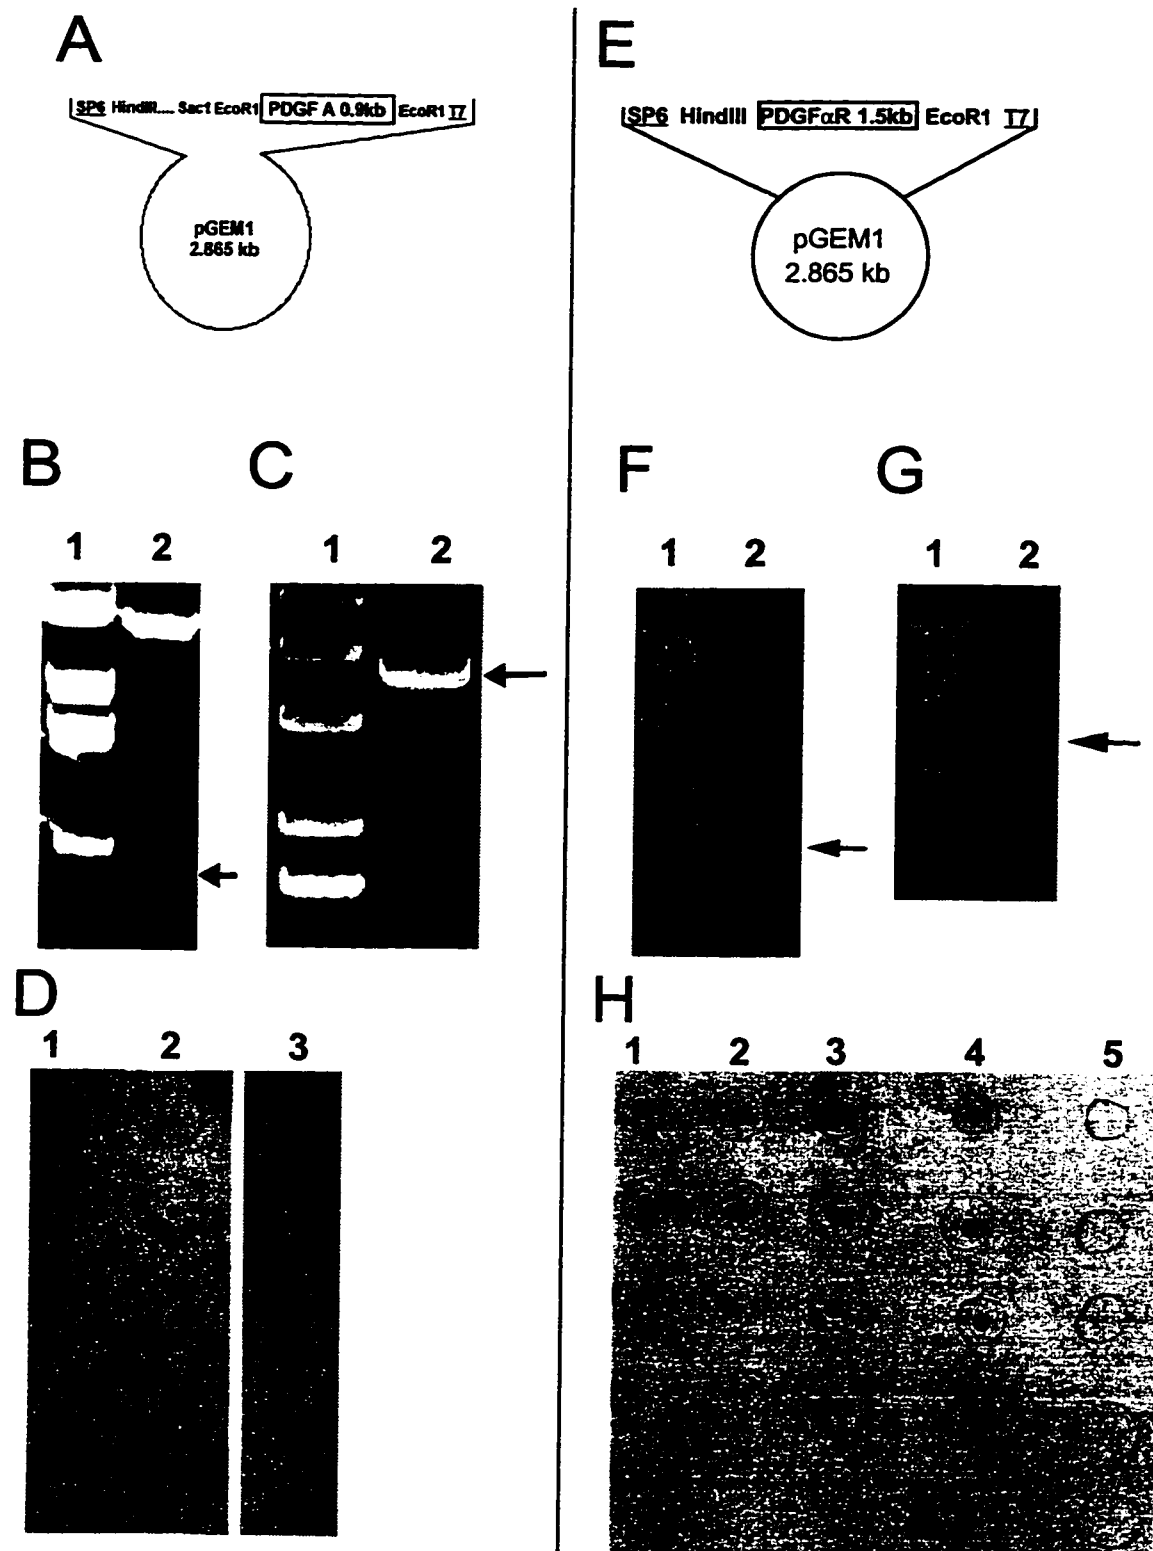 A
SP6 HindIII.... Sac1 EcoR1 PDGF A 0.9kb EcoR1 T7
pGEM1
2.865 kb
B
1 2
C
1 2
D
1 2 3
E
SP6 HindIII PDGFαR 1.5kb EcoR1 T7
pGEM1
2.865 kb
F
1 2
G
1 2
H
1 2 3 4 5